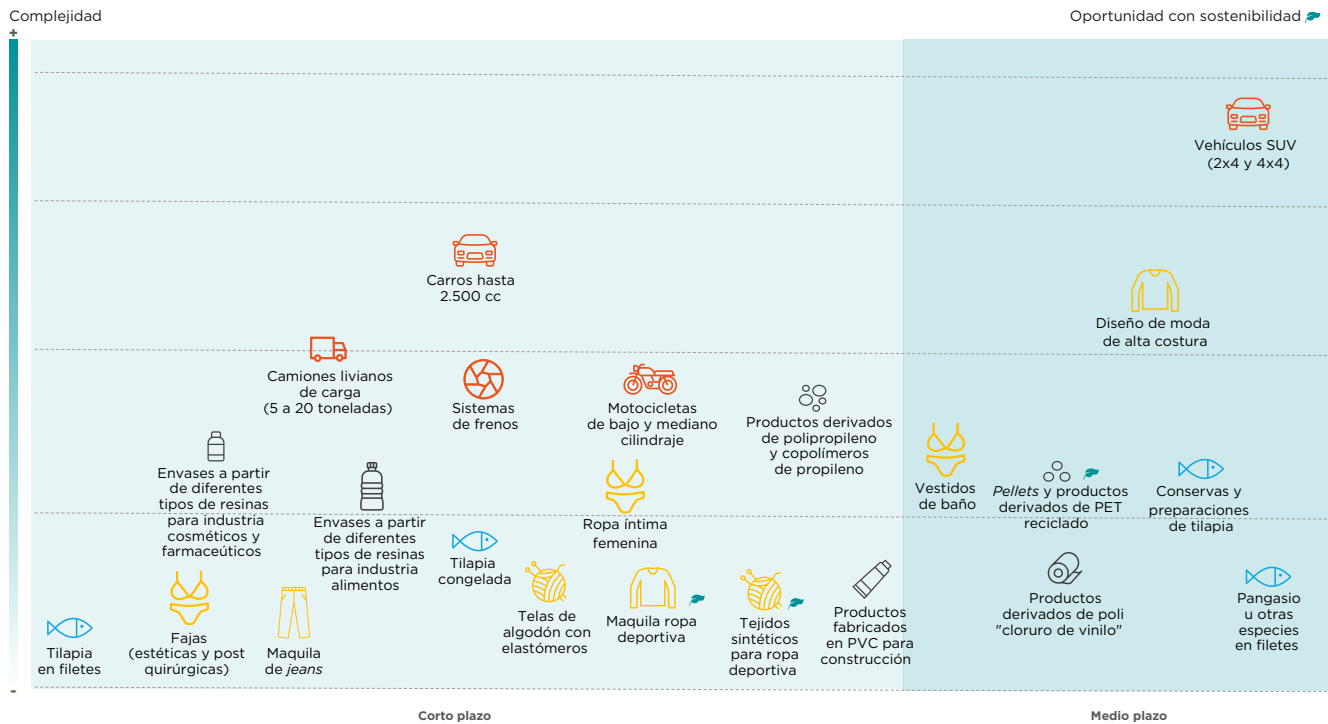 Complejidad
Oportunidad con sostenibilidad
+
Vehículos SUV
(2x4 y 4x4)
Carros hasta
2.500 cc
Diseño de moda
de alta costura
Camiones livianos
de carga
(5 a 20 toneladas)
Sistemas
de frenos
Motocicletas
de bajo y mediano
cilindraje
Productos derivados
de polipropileno
y copolímeros
de propileno
Envases a partir
de diferentes
tipos de resinas
para industria
cosméticos y
farmaceúticos
Envases a partir
de diferentes
tipos de resinas
para industria
alimentos
Ropa íntima
femenina
Vestidos
de baño
Pellets y productos
derivados de PET
reciclado
Conservas y
preparaciones
de tilapia
Tilapia
congelada
Tilapia
en filetes
Fajas
(estéticas y post
quirúrgicas)
Maquila
de jeans
Telas de
algodón con
elastómeros
Maquila ropa
deportiva
Tejidos
sintéticos
para ropa
deportiva
Productos
fabricados
en PVC para
construcción
Productos
derivados de poli
"cloruro de vinilo"
Pangasio
u otras
especies
en filetes
-
Corto plazo
Medio plazo